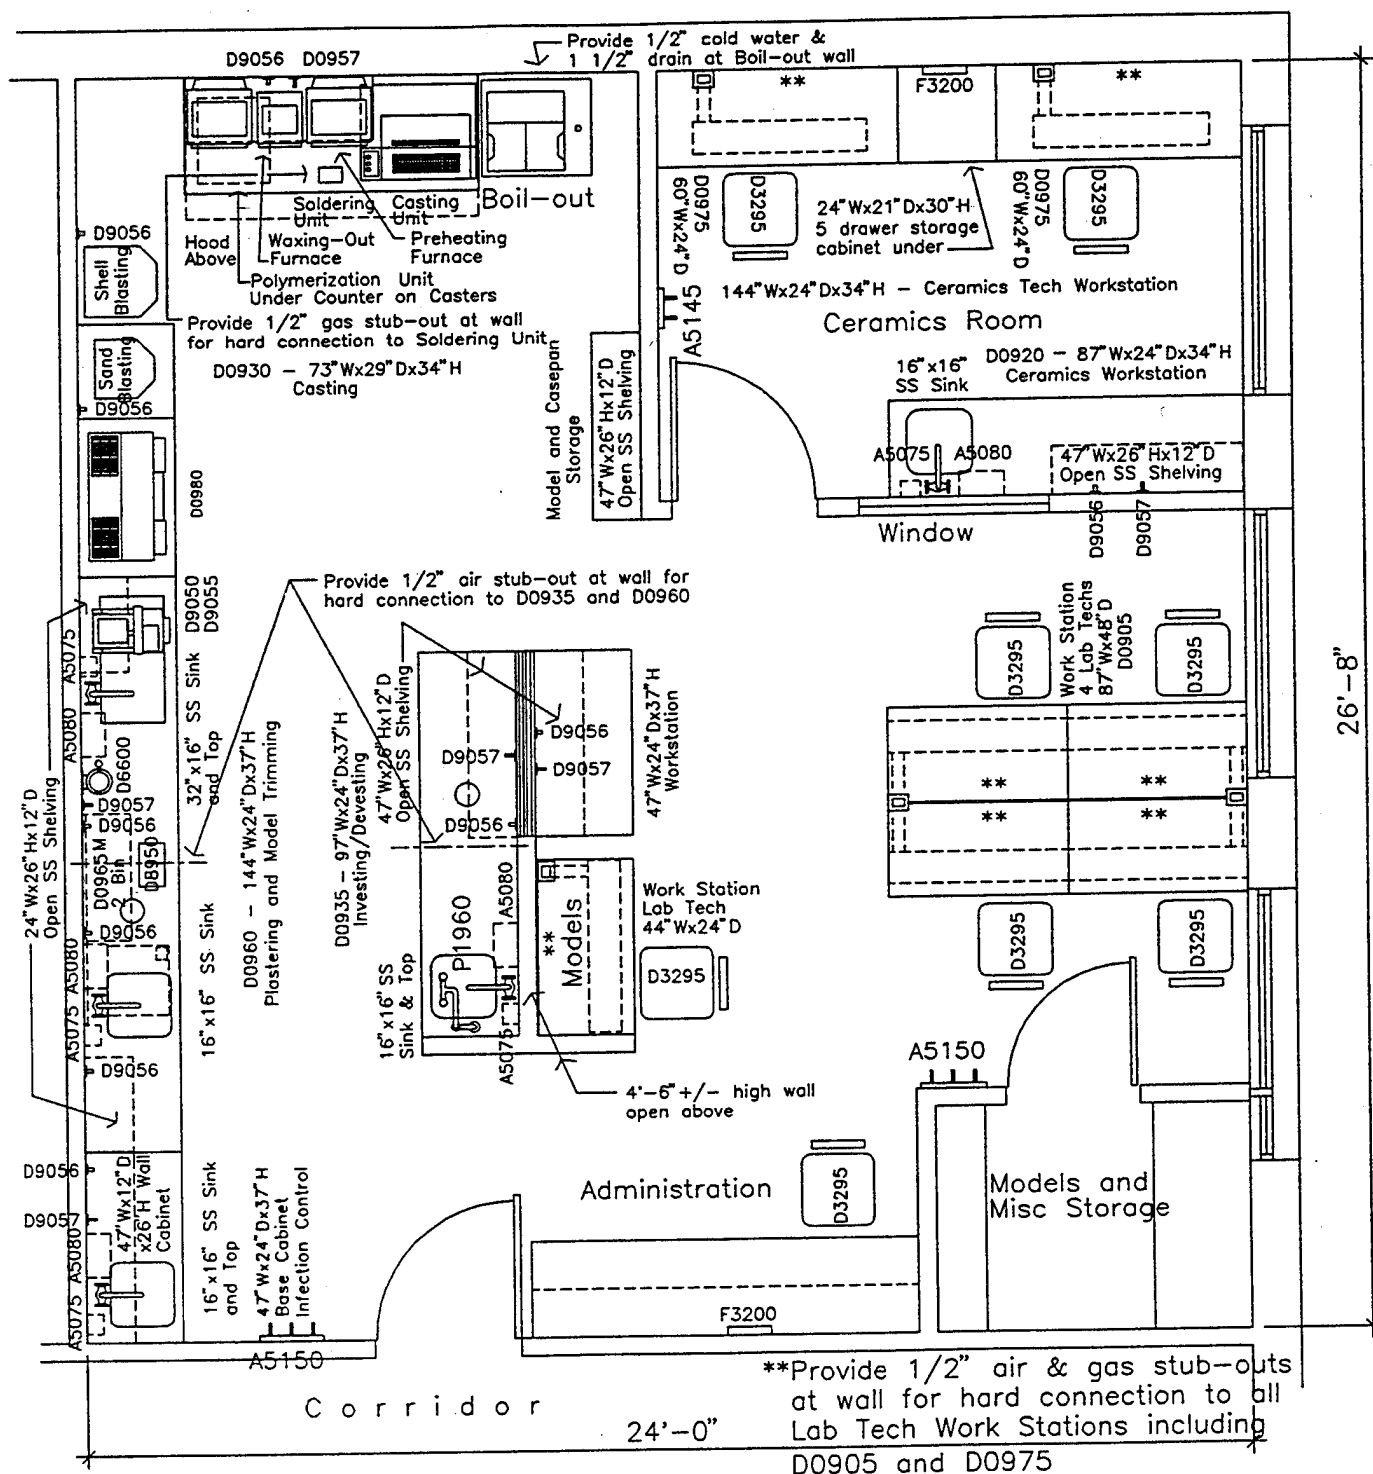 Provide 1/2" cold water &
1 1/2" drain at Boil-out wall
D9056
D0957
**
F3200
**
Boil-out
Soldering
Unit
Casting
Unit
Hood
Above
Waxing-Out
Furnace
Preheating
Furnace
Polymerization Unit
Under Counter on Casters
Provide 1/2" gas stub-out at wall
for hard connection to Soldering Unit
D0930 - 73"Wx29"Dx34"H
Casting
D9056
Shell
Blasting
Sand
Blasting
D9056
D0980
Model and Casepan
Storage
47"Wx26"Hx12"D
Open SS Shelving
D0975
60"Wx24"D
D3295
24"Wx21"Dx30"H
5 drawer storage
cabinet under
D0975
60"Wx24"D
D3295
A5145
144"Wx24"Dx34"H - Ceramics Tech Workstation
Ceramics Room
16"x16"
SS Sink
D0920 - 87"Wx24"Dx34"H
Ceramics Workstation
A5075
A5080
47"Wx26"Hx12"D
Open SS Shelving
Window
D9056
D9057
Provide 1/2" air stub-out at wall for
hard connection to D0935 and D0960
D9050
D9055
A5075
A5080
32"x16" SS Sink
and Top
D6600
D9057
D9056
24"Wx26"Hx12"D
Open SS Shelving
D0965M
2 Bin
D8950
D9056
D0960 - 144"Wx24"Dx37"H
Plastering and Model Trimming
16"x16" SS Sink
A5080
A5075
D9056
D0935 - 97"Wx24"Dx37"H
Investing/Devesting
47"Wx26"Hx12"D
Open SS Shelving
D9056
D9057
D9057
D9056
47"Wx24"Dx37"H
Workstation
P1960
A5080
16"x16" SS
Sink & Top
A5075
**
Models
Work Station
Lab Tech
44"Wx24"D
D3295
4'-6" +/- high wall
open above
D3295
Work Station
4 Lab Techs
87"Wx48"D
D0905
D3295
**
**
**
**
D3295
D3295
26'-8"
A5150
Models and
Misc Storage
Administration
D3295
F3200
D9056
D9057
47"Wx12"D
x26"H Wall
Cabinet
A5080
A5075
16"x16" SS Sink
and Top
47"Wx24"Dx37"H
Base Cabinet
Infection Control
A5150
Corridor
24'-0"
**Provide 1/2" air & gas stub-outs
at wall for hard connection to all
Lab Tech Work Stations including
D0905 and D0975